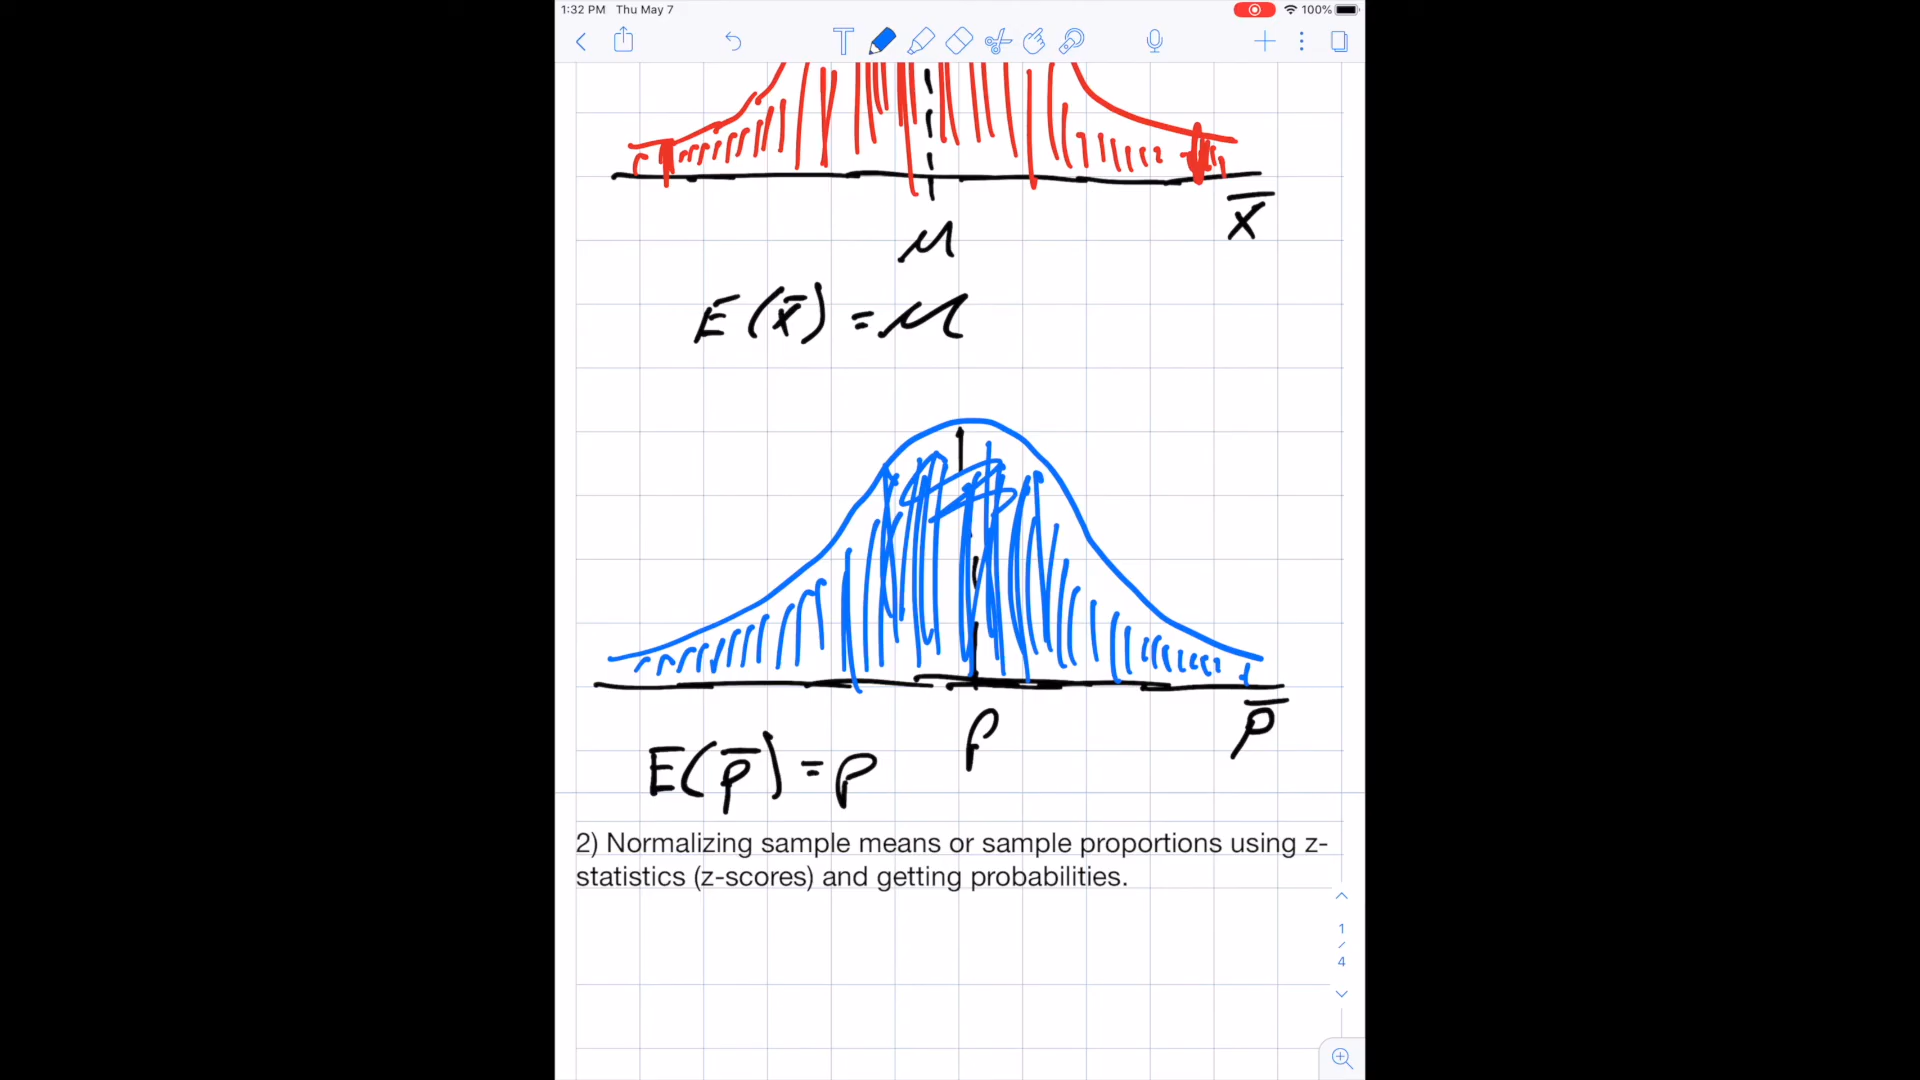 1:32 PM Thu May 7
100%
T
μ
x̄
E(x̄) = μ
p
p̄
E(p̄) = p
2) Normalizing sample means or sample proportions using z-
statistics (z-scores) and getting probabilities.
1
/
4